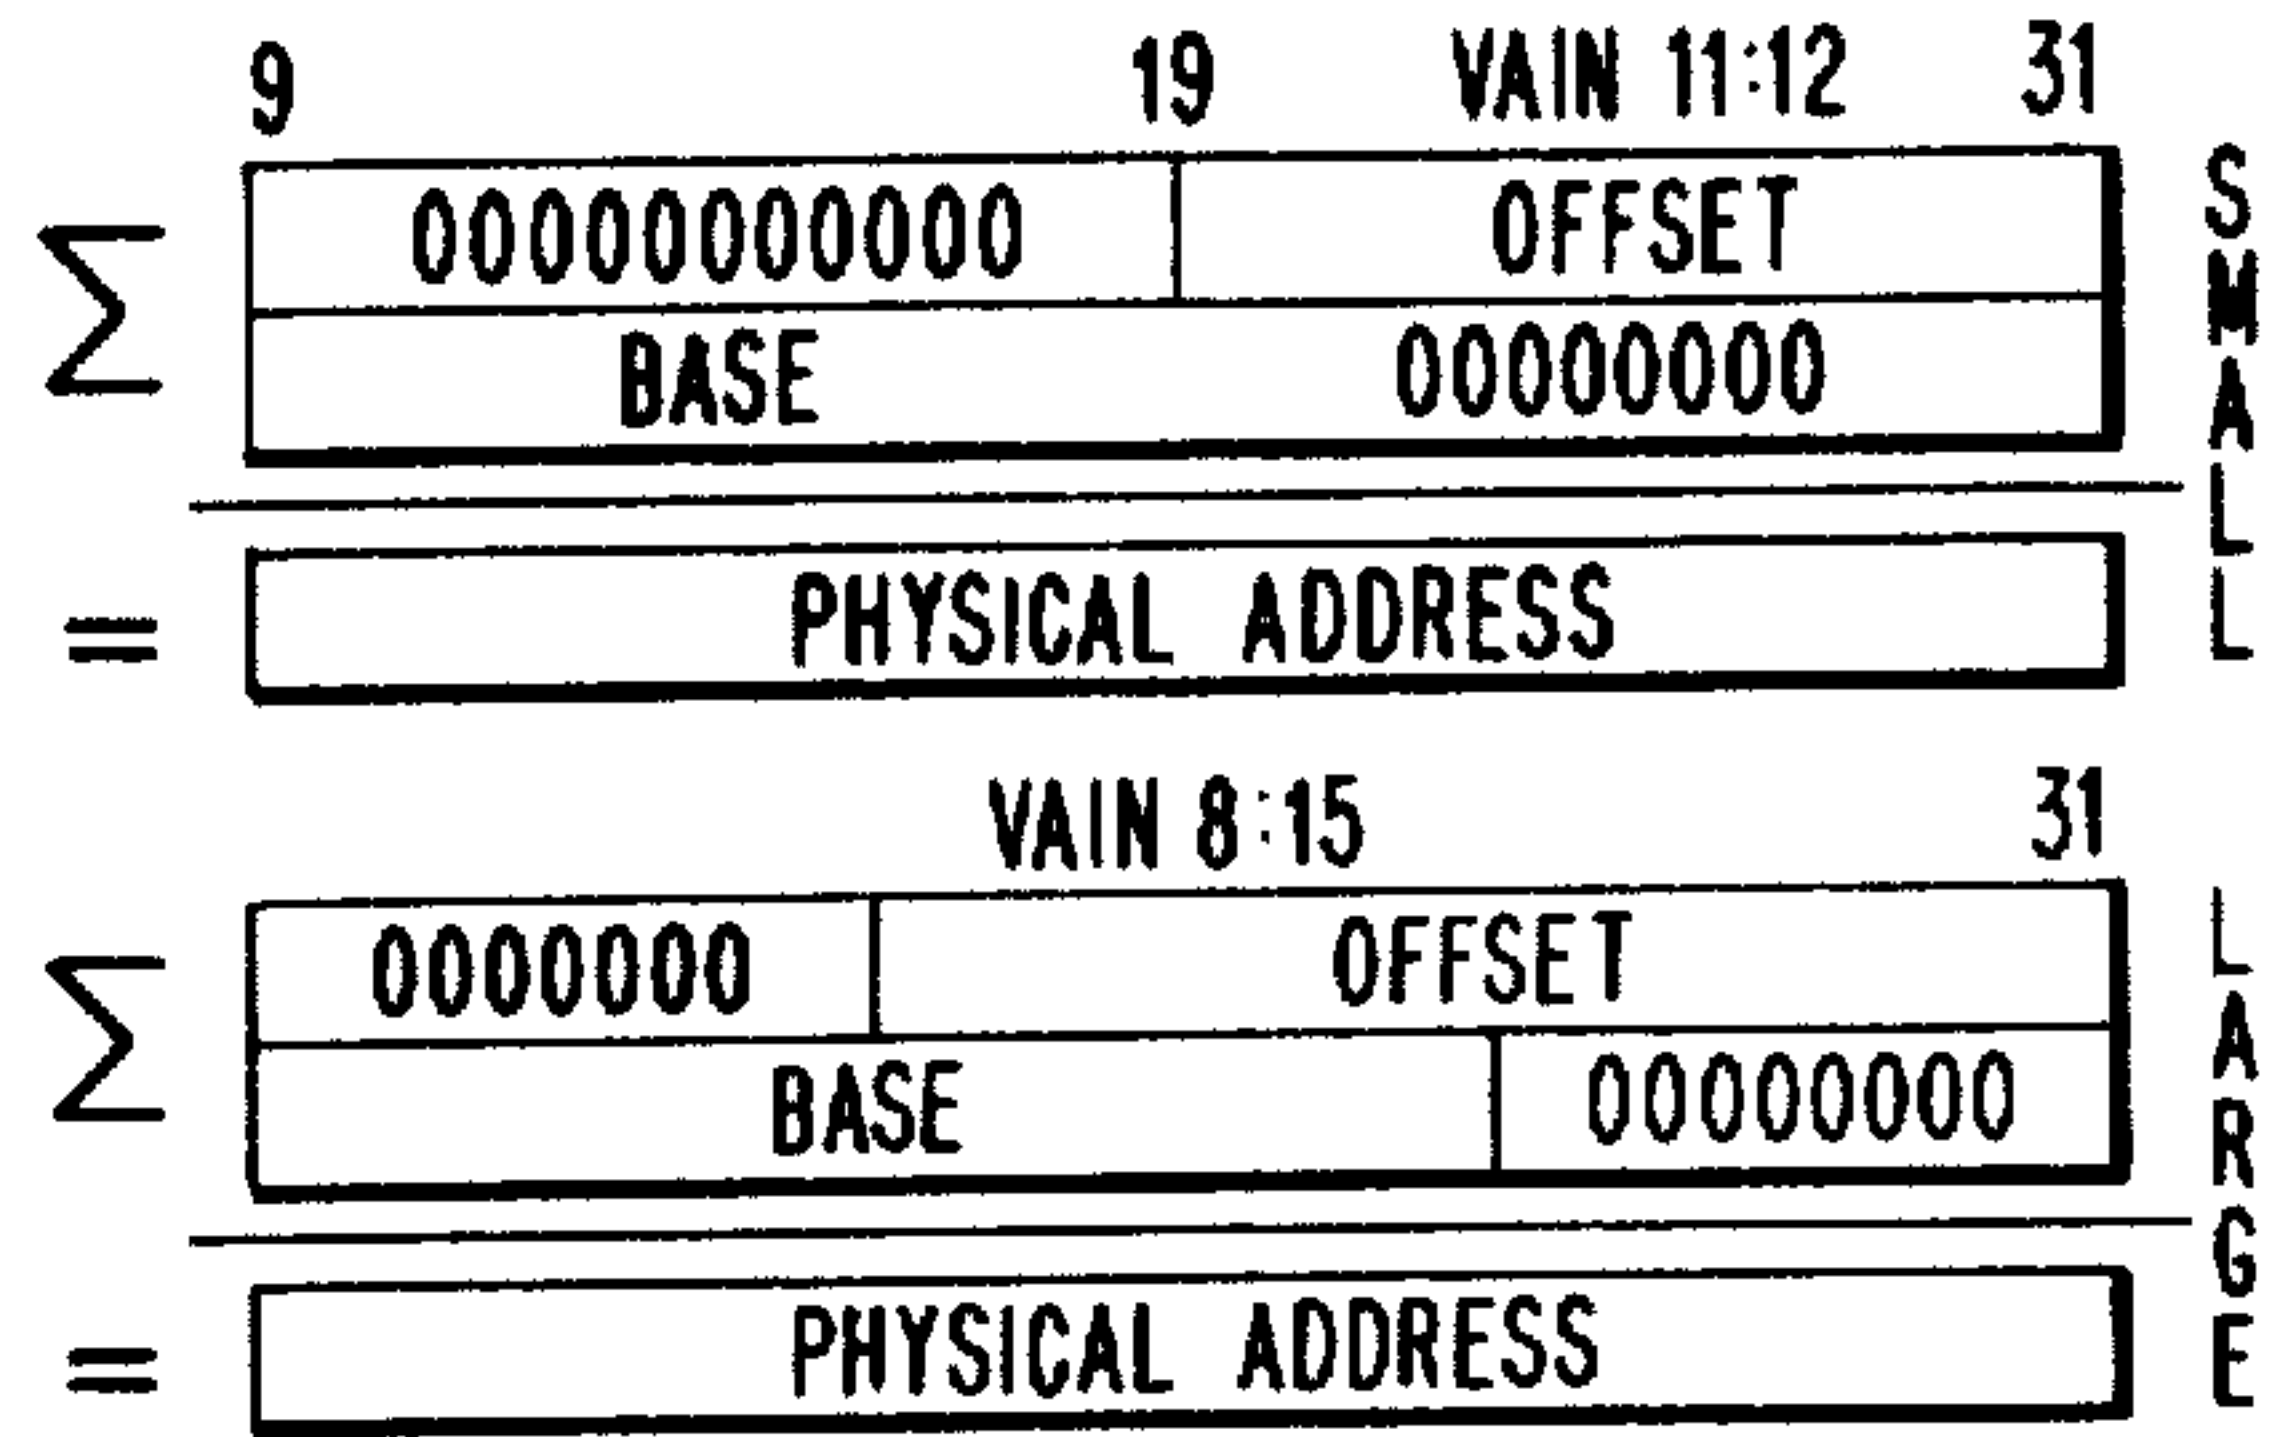 9 19 VAIN 11:12 31
∑ 00000000000 OFFSET
BASE 00000000
= PHYSICAL ADDRESS
SMALL
VAIN 8:15 31
∑ 0000000 OFFSET
BASE 00000000
= PHYSICAL ADDRESS
LARGE